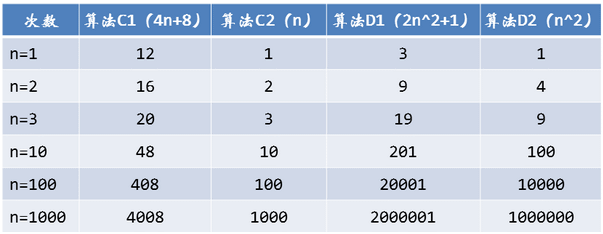 次数 算法C1（4n+8） 算法C2（n） 算法D1（2n^2+1） 算法D2（n^2）
n=1 12 1 3 1
n=2 16 2 9 4
n=3 20 3 19 9
n=10 48 10 201 100
n=100 408 100 20001 10000
n=1000 4008 1000 2000001 1000000